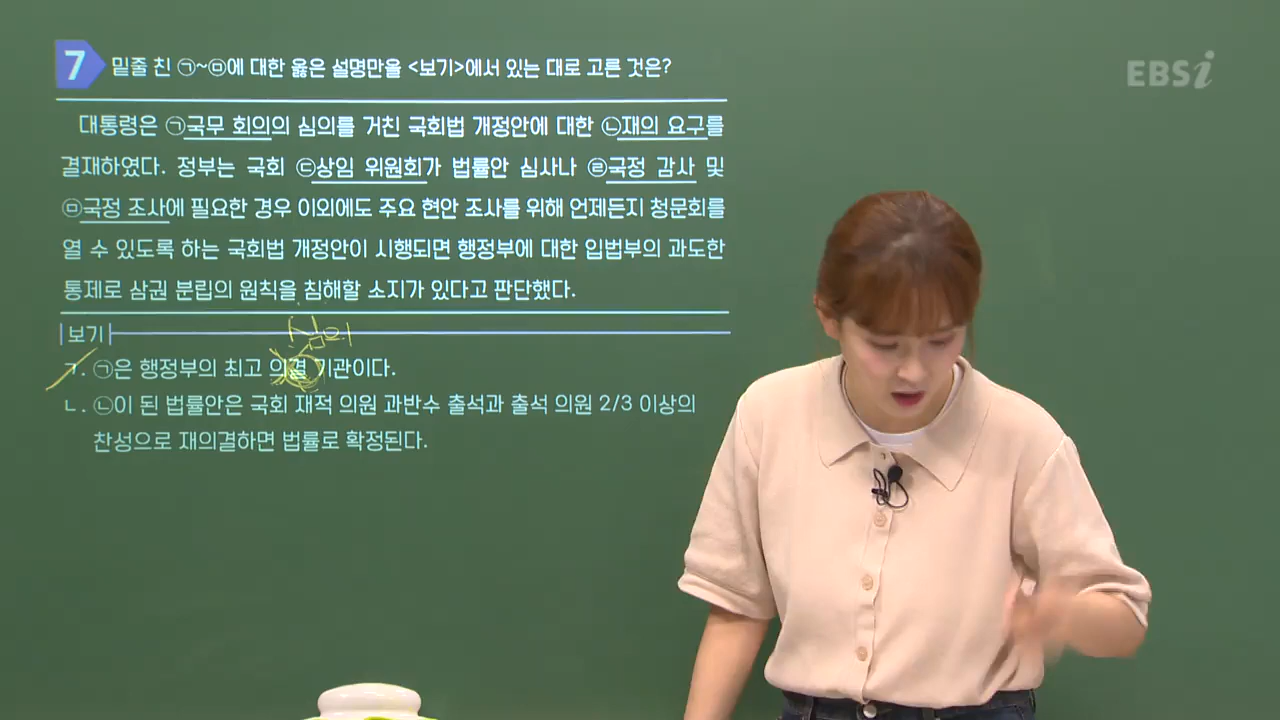 7 밑줄 친 ㉠~㉤에 대한 옳은 설명만을 <보기>에서 있는 대로 고른 것은?
EBSi
대통령은 ㉠국무 회의의 심의를 거친 국회법 개정안에 대한 ㉡재의 요구를
결재하였다. 정부는 국회 ㉢상임 위원회가 법률안 심사나 ㉣국정 감사 및
㉤국정 조사에 필요한 경우 이외에도 주요 현안 조사를 위해 언제든지 청문회를
열 수 있도록 하는 국회법 개정안이 시행되면 행정부에 대한 입법부의 과도한
통제로 삼권 분립의 원칙을 침해할 소지가 있다고 판단했다.
보기
심의
ㄱ. ㉠은 행정부의 최고 의결 기관이다.
ㄴ. ㉡이 된 법률안은 국회 재적 의원 과반수 출석과 출석 의원 2/3 이상의
찬성으로 재의결하면 법률로 확정된다.